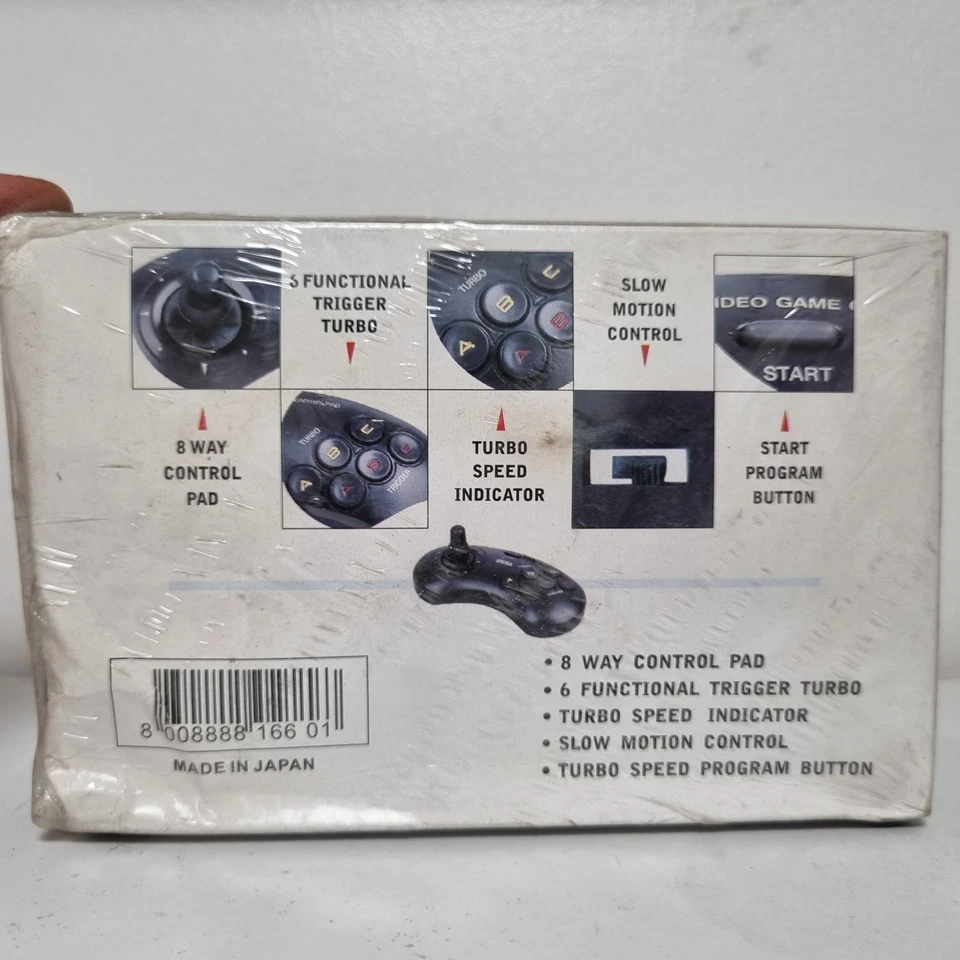 6 FUNCTIONAL
TRIGGER
TURBO
TURBO
B
A
SLOW
MOTION
CONTROL
IDEO GAME
START
8 WAY
CONTROL
PAD
TURBO
B
A
TRIGGER
TURBO
SPEED
INDICATOR
START
PROGRAM
BUTTON
8 008888 166 01
MADE IN JAPAN
• 8 WAY CONTROL PAD
• 6 FUNCTIONAL TRIGGER TURBO
• TURBO SPEED INDICATOR
• SLOW MOTION CONTROL
• TURBO SPEED PROGRAM BUTTON